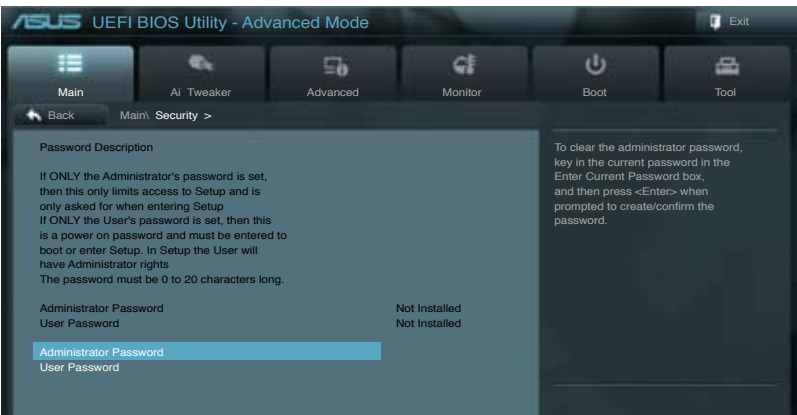 ASUS UEFI BIOS Utility - Advanced Mode
Exit
Main
Ai Tweaker
Advanced
Monitor
Boot
Tool
Back
Main\ Security >
Password Description
If ONLY the Administrator's password is set,
then this only limits access to Setup and is
only asked for when entering Setup
If ONLY the User's password is set, then this
is a power on password and must be entered to
boot or enter Setup. In Setup the User will
have Administrator rights
The password must be 0 to 20 characters long.
Administrator Password Not Installed
User Password Not Installed
Administrator Password
User Password
To clear the administrator password,
key in the current password in the
Enter Current Password box,
and then press <Enter> when
prompted to create/confirm the
password.